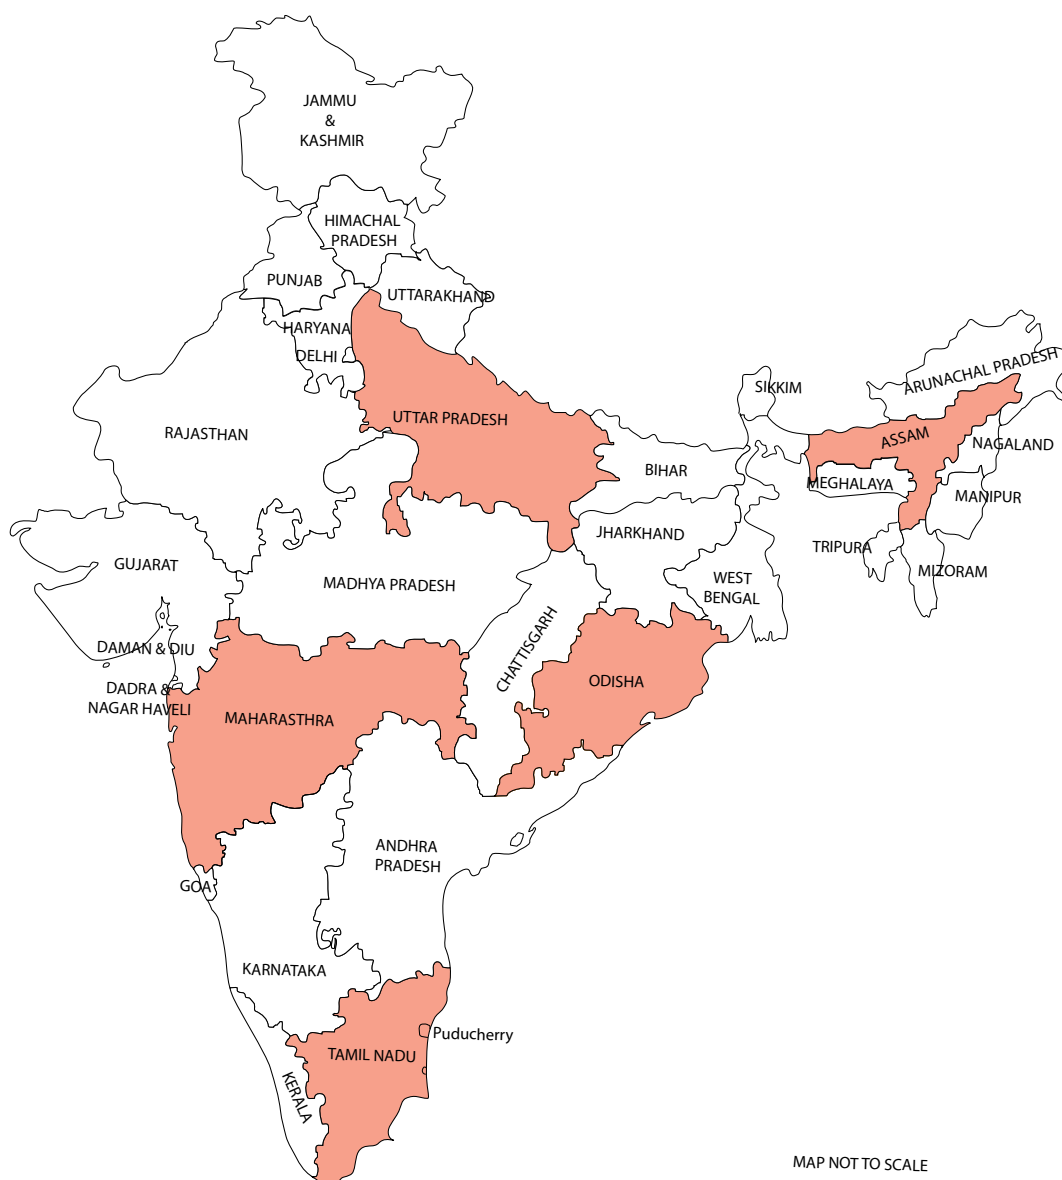 JAMMU
&
KASHMIR
HIMACHAL
PRADESH
PUNJAB
UTTARAKHAND
HARYANA
DELHI
SIKKIM
ARUNACHAL PRADESH
UTTAR PRADESH
RAJASTHAN
ASSAM
NAGALAND
BIHAR
MEGHALAYA
MANIPUR
JHARKHAND
TRIPURA
GUJARAT
MIZORAM
MADHYA PRADESH
WEST
BENGAL
CHATTISGARH
DAMAN & DIU
ODISHA
DADRA &
NAGAR HAVELI
MAHARASTHRA
ANDHRA
PRADESH
GOA
KARNATAKA
Puducherry
TAMIL NADU
KERALA
MAP NOT TO SCALE